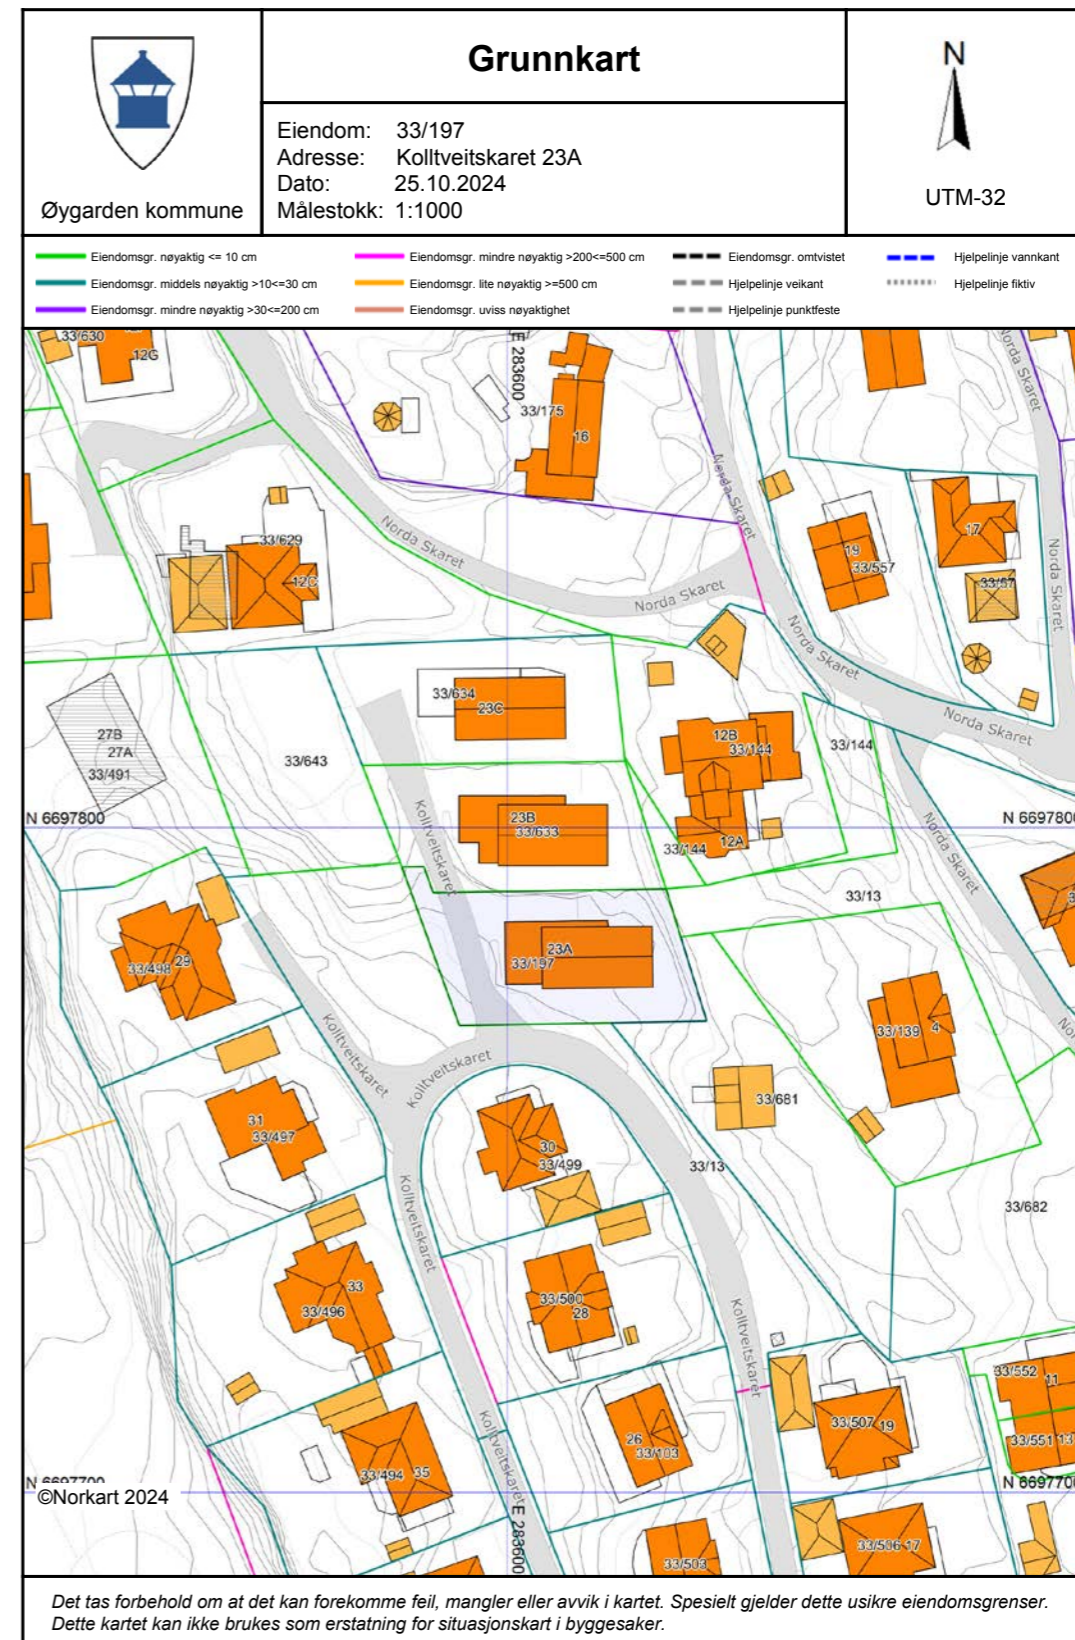 Grunnkart
Øygarden kommune
Eiendom: 33/197
Adresse: Kolltveitskaret 23A
Dato: 25.10.2024
Målestokk: 1:1000
N
UTM-32
Eiendomsgr. nøyaktig <= 10 cm
Eiendomsgr. middels nøyaktig >10<=30 cm
Eiendomsgr. mindre nøyaktig >30<=200 cm
Eiendomsgr. mindre nøyaktig >200<=500 cm
Eiendomsgr. lite nøyaktig >=500 cm
Eiendomsgr. uviss nøyaktighet
Eiendomsgr. omtvistet
Hjelpelinje veikant
Hjelpelinje punktfeste
Hjelpelinje vannkant
Hjelpelinje fiktiv
33/630
12G
E 283600
33/175
16
Norda Skaret
Norda Skaret
17
33/57
Norda Skaret
19
33/557
33/629
12C
Norda Skaret
Norda Skaret
Norda Skaret
Norda Skaret
33/634
23C
27B
27A
33/491
33/643
12B
33/144
33/144
N 6697800
N 6697800
Kolltveitskaret
23B
33/633
33/144
12A
Norda Skaret
33/13
33/498
29
23A
33/197
33/139
4
Kolltveitskaret
Kolltveitskaret
31
33/497
30
33/499
33/681
33/13
33/682
Kolltveitskaret
33
33/496
33/500
28
Kolltveitskaret
33/552
11
33/551
13
26
33/103
33/507
19
33/494
35
Kolltveitskaret
N 6697700
N 6697700
©Norkart 2024
E 283600
33/503
33/506
17
Det tas forbehold om at det kan forekomme feil, mangler eller avvik i kartet. Spesielt gjelder dette usikre eiendomsgrenser.
Dette kartet kan ikke brukes som erstatning for situasjonskart i byggesaker.